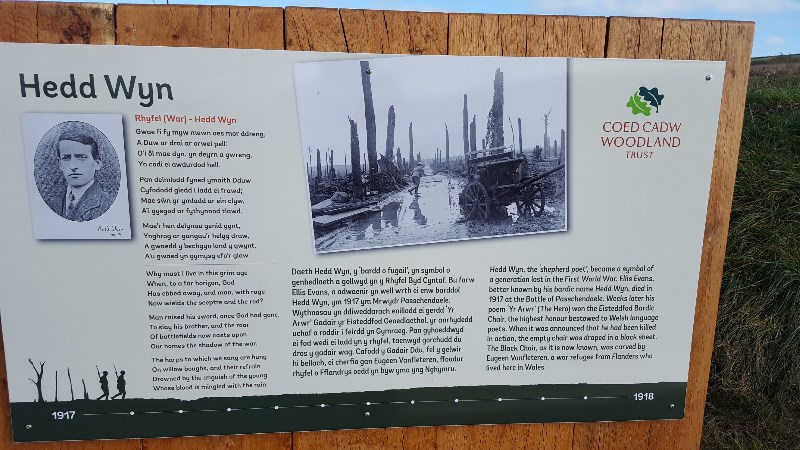 Hedd Wyn
Rhyfel (War) - Hedd Wyn
Gwae fi fy myw mewn oes mor ddreng,
A Duw ar drai ar orwel pell;
O'i ôl mae dyn, yn deyrn a gwreng,
Yn codi ei awdurdod hell.
Pan deimlodd fyned ymaith Dduw
Cyfododd gledd i ladd ei frawd;
Mae sŵn yr ymladd ar ein clyw,
A'i gysgod ar fythynnod tlawd.
Mae'r hen delynau genid gynt,
Ynghrog ar gangau'r helyg draw,
A gwaedd y bechgyn lond y gwynt,
A'u gwaed yn gymysg efo'r glaw.
Why must I live in this grim age
When, to a far horizon, God
Has ebbed away, and man, with rage
Now wields the sceptre and the rod?
Man raised his sword, once God had gone,
To slay his brother, and the roar
Of battlefields now casts upon
Our homes the shadow of the war.
The harps to which we sang are hung
On willow boughs, and their refrain
Drowned by the anguish of the young
Whose blood is mingled with the rain
COED CADW
WOODLAND
TRUST
Daeth Hedd Wyn, y 'bardd o fugail', yn symbol o
genhedlaeth a gollwyd yn y Rhyfel Byd Cyntaf. Bu farw
Ellis Evans, a adwaenir yn well wrth ei enw barddol
Hedd Wyn, ym 1917 ym Mrwydr Passchendaele.
Wythnosau yn ddiweddarach enillodd ei gerdd 'Yr
Arwr' Gadair yr Eisteddfod Genedlaethol, yr anrhydedd
uchaf a roddir i feirdd yn Gymraeg. Pan gyhoeddwyd
ei fod wedi ei ladd yn y rhyfel, taenwyd gorchudd du
dros y gadair wag. Cafodd y Gadair Ddu, fel y gelwir
hi bellach, ei cherfio gan Eugeen Vanfleteren, ffoadur
rhyfel o Fflandrys oedd yn byw yma yng Nghymru.
Hedd Wyn, the 'shepherd poet', became a symbol of
a generation lost in the First World War. Ellis Evans,
better known by his bardic name Hedd Wyn, died in
1917 at the Battle of Passchendaele. Weeks later his
poem 'Yr Arwr' (The Hero) won the Eisteddfod Bardic
Chair, the highest honour bestowed to Welsh language
poets. When it was announced that he had been killed
in action, the empty chair was draped in a black sheet.
The Black Chair, as it is now known, was carved by
Eugeen Vanfleteren, a war refugee from Flanders who
lived here in Wales.
1917
1918